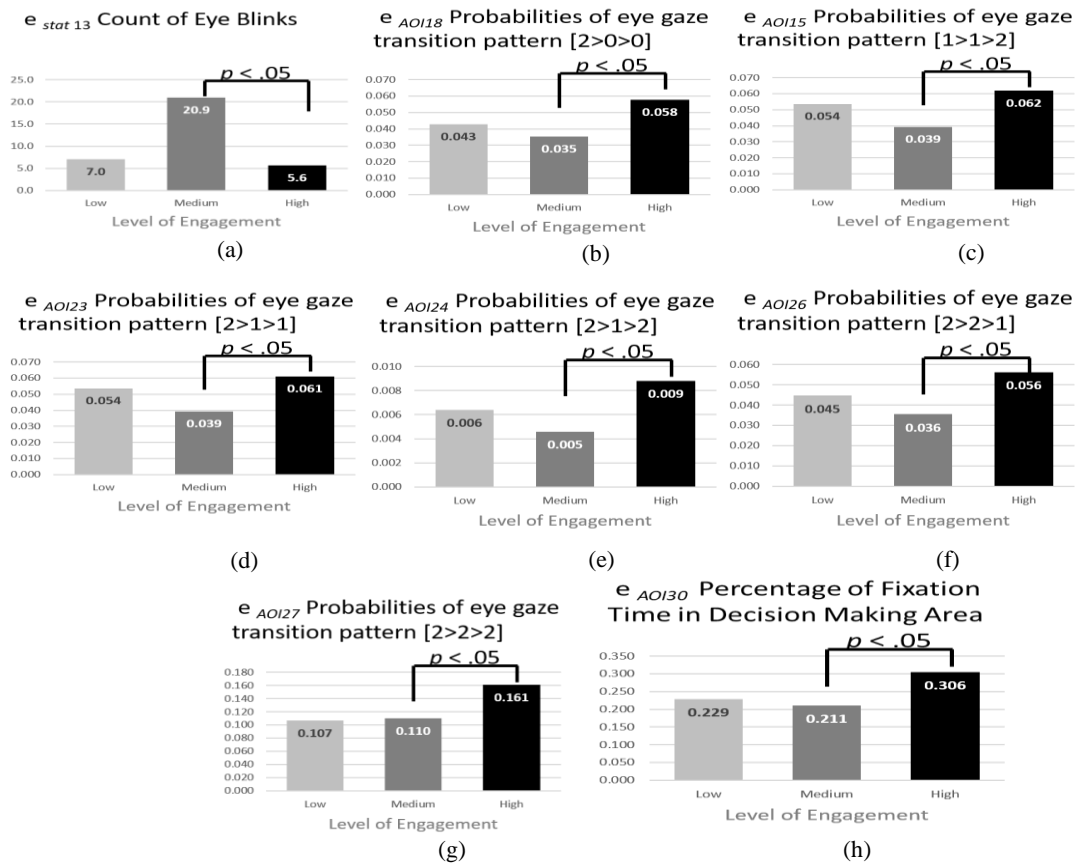 e stat 13 Count of Eye Blinks
p < .05
25.0
20.0
15.0
10.0
5.0
0.0
7.0
20.9
5.6
Low Medium High
Level of Engagement
(a)
e AOI18 Probabilities of eye gaze
transition pattern [2>0>0]
p < .05
0.070
0.060
0.050
0.040
0.030
0.020
0.010
0.000
0.043
0.035
0.058
Low Medium High
Level of Engagement
(b)
e AOI15 Probabilities of eye gaze
transition pattern [1>1>2]
p < .05
0.070
0.060
0.050
0.040
0.030
0.020
0.010
0.000
0.054
0.039
0.062
Low Medium High
Level of Engagement
(c)
e AOI23 Probabilities of eye gaze
transition pattern [2>1>1]
p < .05
0.070
0.060
0.050
0.040
0.030
0.020
0.010
0.000
0.054
0.039
0.061
Low Medium High
Level of Engagement
(d)
e AOI24 Probabilities of eye gaze
transition pattern [2>1>2]
p < .05
0.010
0.008
0.006
0.004
0.002
0.000
0.006
0.005
0.009
Low Medium High
Level of Engagement
(e)
e AOI26 Probabilities of eye gaze
transition pattern [2>2>1]
p < .05
0.070
0.060
0.050
0.040
0.030
0.020
0.010
0.000
0.045
0.036
0.056
Low Medium High
Level of Engagement
(f)
e AOI27 Probabilities of eye gaze
transition pattern [2>2>2]
p < .05
0.180
0.160
0.140
0.120
0.100
0.080
0.060
0.040
0.020
0.000
0.107
0.110
0.161
Low Medium High
Level of Engagement
(g)
e AOI30 Percentage of Fixation
Time in Decision Making Area
p < .05
0.350
0.300
0.250
0.200
0.150
0.100
0.050
0.000
0.229
0.211
0.306
Low Medium High
Level of Engagement
(h)